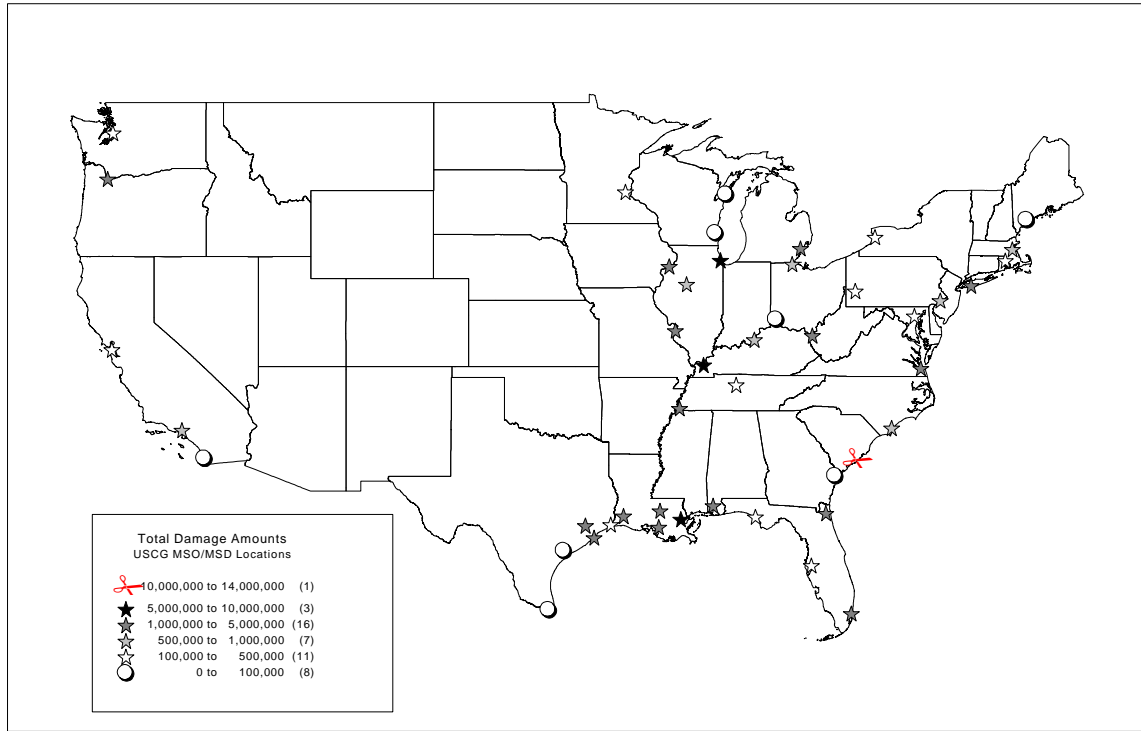 Total Damage Amounts
USCG MSO/MSD Locations
10,000,000 to 14,000,000 (1)
5,000,000 to 10,000,000 (3)
1,000,000 to 5,000,000 (16)
500,000 to 1,000,000 (7)
100,000 to 500,000 (11)
0 to 100,000 (8)